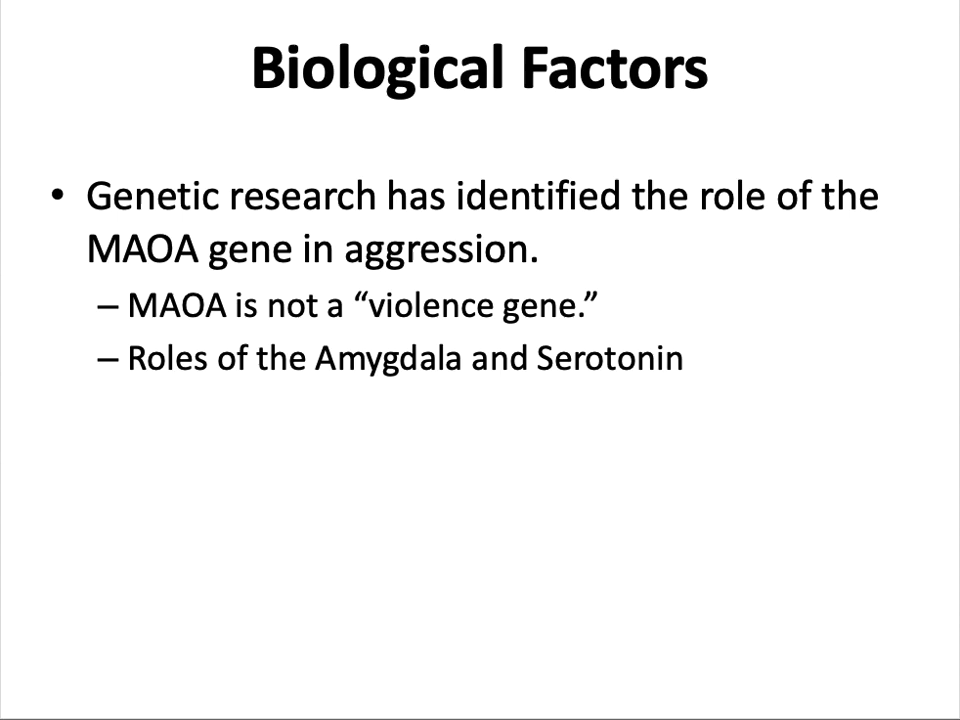 Biological Factors
• Genetic research has identified the role of the
MAOA gene in aggression.
– MAOA is not a “violence gene.”
– Roles of the Amygdala and Serotonin